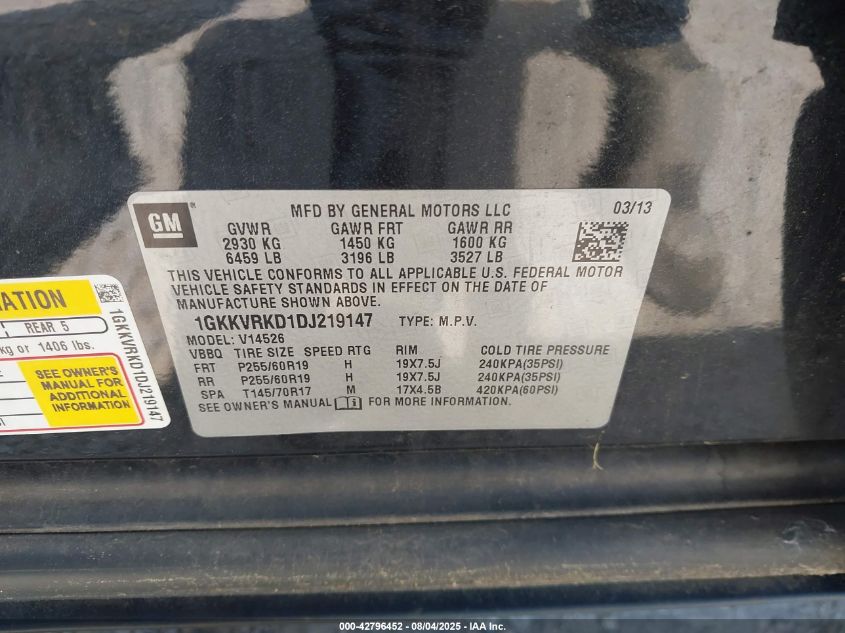 GM
MFD BY GENERAL MOTORS LLC 03/13
GVWR GAWR FRT GAWR RR
2930 KG 1450 KG 1600 KG
6459 LB 3196 LB 3527 LB
THIS VEHICLE CONFORMS TO ALL APPLICABLE U.S. FEDERAL MOTOR
VEHICLE SAFETY STANDARDS IN EFFECT ON THE DATE OF
MANUFACTURE SHOWN ABOVE.
1GKKVRKD1DJ219147 TYPE: M.P.V.
MODEL: V14526
VBBQ TIRE SIZE SPEED RTG RIM COLD TIRE PRESSURE
FRT P255/60R19 H 19X7.5J 240KPA(35PSI)
RR P255/60R19 H 19X7.5J 240KPA(35PSI)
SPA T145/70R17 M 17X4.5B 420KPA(60PSI)
SEE OWNER'S MANUAL FOR MORE INFORMATION.
REAR 5
kg or 1406 lbs.
SEE OWNER'S
MANUAL FOR
ADDITIONAL
INFORMATION
1GKKVRKD1DJ219147
000-42796452 - 08/04/2025 - IAA Inc.